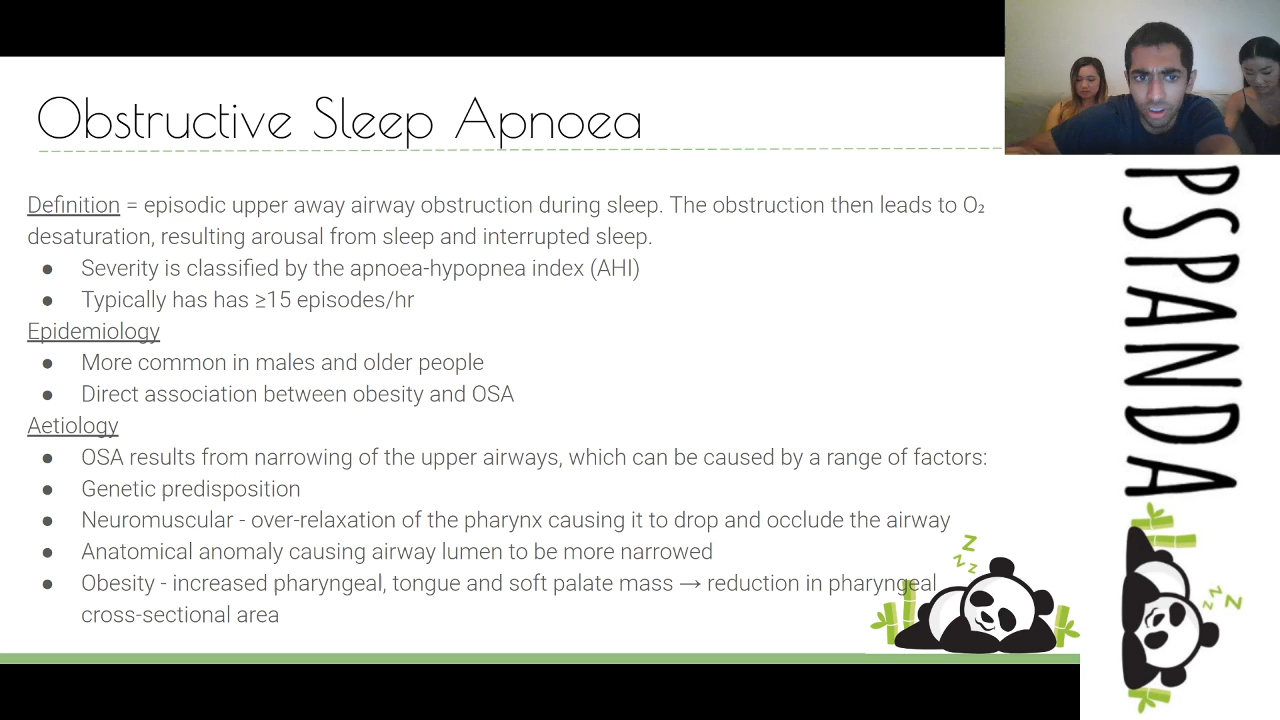 Obstructive Sleep Apnoea
Definition = episodic upper away airway obstruction during sleep. The obstruction then leads to O₂
desaturation, resulting arousal from sleep and interrupted sleep.
● Severity is classified by the apnoea-hypopnea index (AHI)
● Typically has has ≥15 episodes/hr
Epidemiology
● More common in males and older people
● Direct association between obesity and OSA
Aetiology
● OSA results from narrowing of the upper airways, which can be caused by a range of factors:
● Genetic predisposition
● Neuromuscular - over-relaxation of the pharynx causing it to drop and occlude the airway
● Anatomical anomaly causing airway lumen to be more narrowed
● Obesity - increased pharyngeal, tongue and soft palate mass → reduction in pharyngeal
cross-sectional area
z z z
PSPANDA
z z z